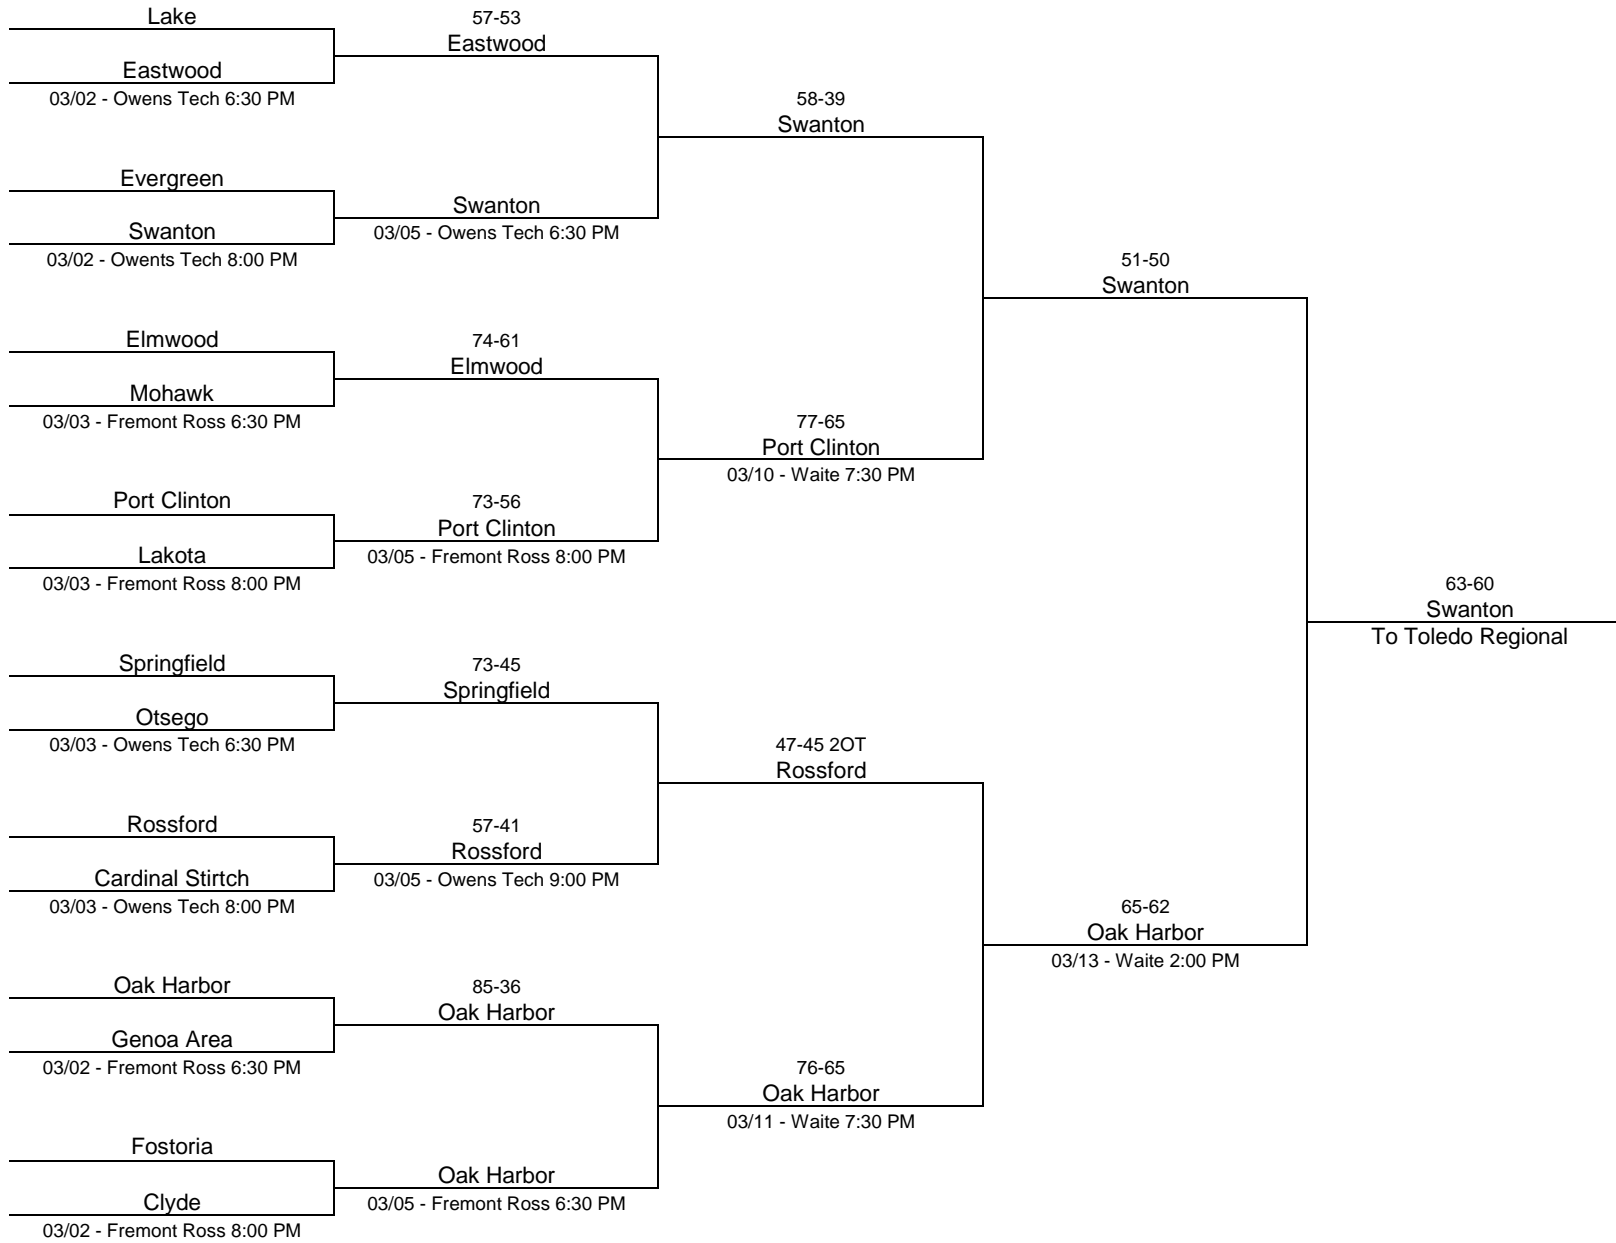 Lake
Eastwood
03/02 - Owens Tech 6:30 PM
Evergreen
Swanton
03/02 - Owents Tech 8:00 PM
Elmwood
Mohawk
03/03 - Fremont Ross 6:30 PM
Port Clinton
Lakota
03/03 - Fremont Ross 8:00 PM
Springfield
Otsego
03/03 - Owens Tech 6:30 PM
Rossford
Cardinal Stirtch
03/03 - Owens Tech 8:00 PM
Oak Harbor
Genoa Area
03/02 - Fremont Ross 6:30 PM
Fostoria
Clyde
03/02 - Fremont Ross 8:00 PM
57-53
Eastwood
Swanton
03/05 - Owens Tech 6:30 PM
74-61
Elmwood
73-56
Port Clinton
03/05 - Fremont Ross 8:00 PM
73-45
Springfield
57-41
Rossford
03/05 - Owens Tech 9:00 PM
85-36
Oak Harbor
Oak Harbor
03/05 - Fremont Ross 6:30 PM
58-39
Swanton
77-65
Port Clinton
03/10 - Waite 7:30 PM
47-45 2OT
Rossford
76-65
Oak Harbor
03/11 - Waite 7:30 PM
51-50
Swanton
65-62
Oak Harbor
03/13 - Waite 2:00 PM
63-60
Swanton
To Toledo Regional